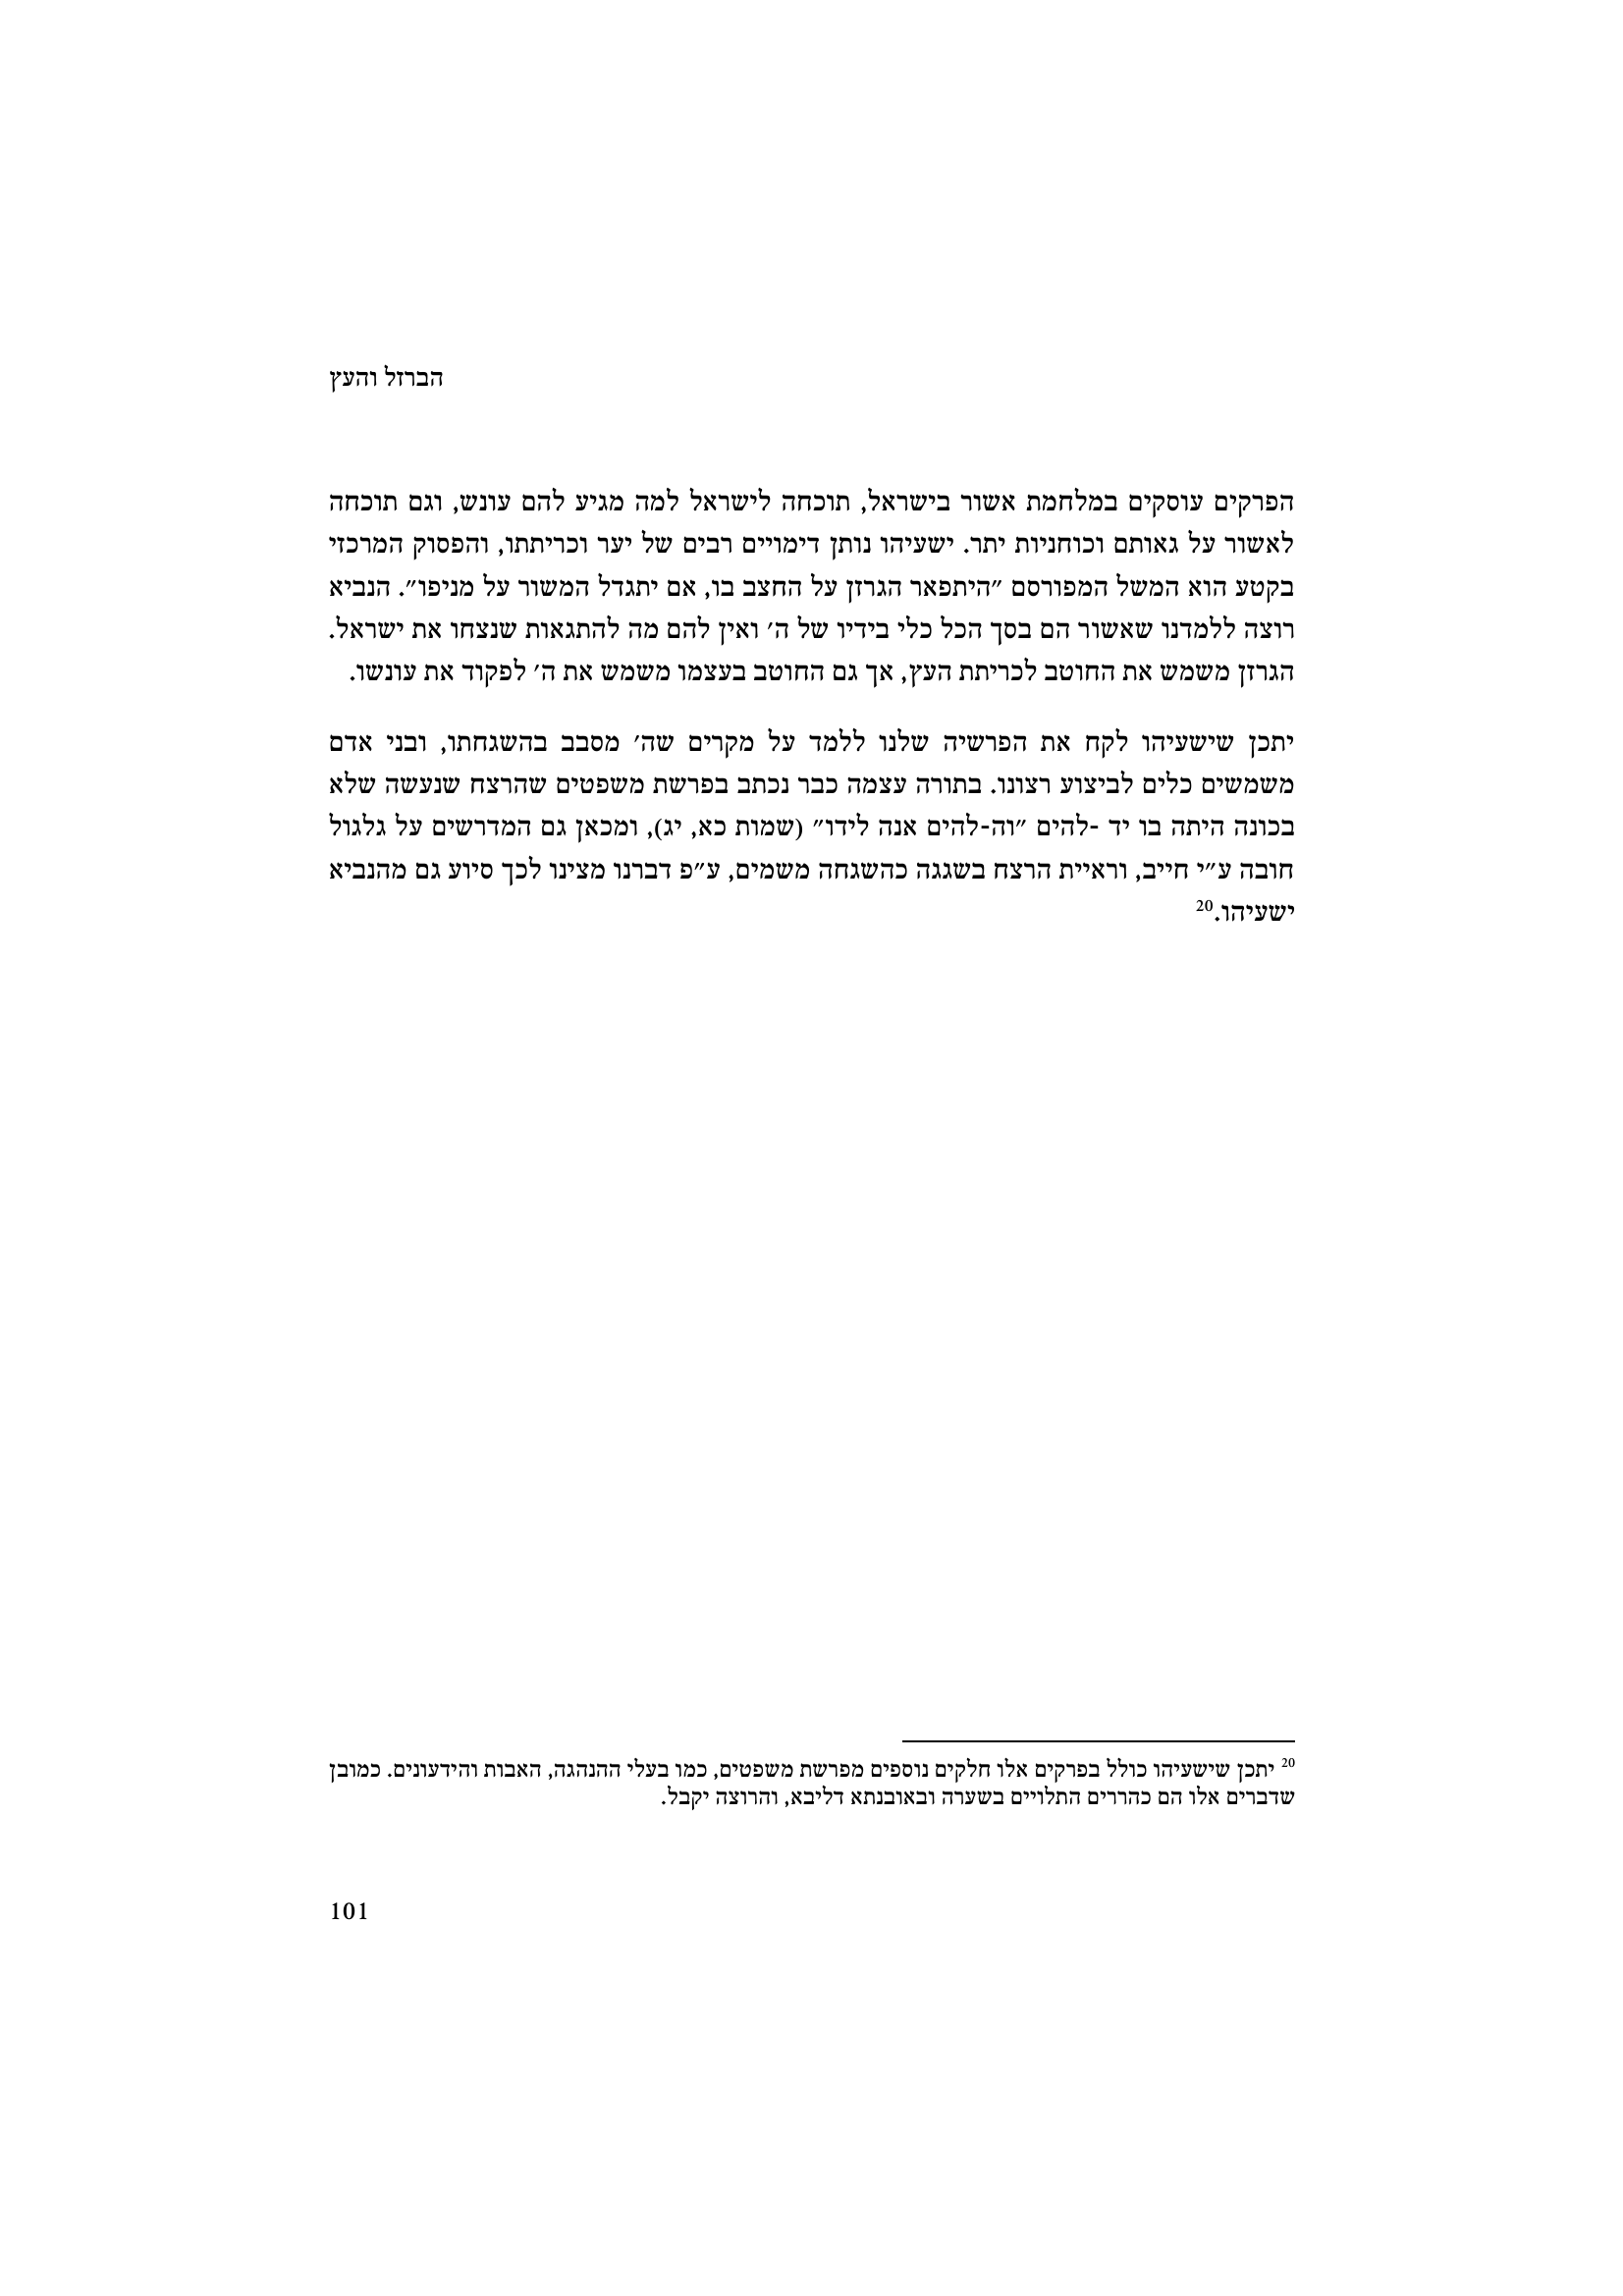 הברזל והעץ
הפרקים עוסקים במלחמת אשור בישראל, תוכחה לישראל למה מגיע להם עונש, וגם תוכחה
לאשור על גאותם וכוחניות יתר. ישעיהו נותן דימויים רבים של יער וכריתתו, והפסוק המרכזי
בקטע הוא המשל המפורסם ״היתפאר הגרזן על החצב בו, אם יתגדל המשור על מניפו״. הנביא
רוצה ללמדנו שאשור הם בסך הכל כלי בידיו של ה׳ ואין להם מה להתגאות שנצחו את ישראל.
הגרזן משמש את החוטב לכריתת העץ, אך גם החוטב בעצמו משמש את ה׳ לפקוד את עונשו.
יתכן שישעיהו לקח את הפרשיה שלנו ללמד על מקרים שה׳ מסבב בהשגחתו, ובני אדם
משמשים כלים לביצוע רצונו. בתורה עצמה כבר נכתב בפרשת משפטים שהרצח שנעשה שלא
בכונה היתה בו יד -להים ״וה-להים אנה לידו״ (שמות כא, יג), ומכאן גם המדרשים על גלגול
חובה ע״י חייב, וראיית הרצח בשגגה כהשגחה משמים, ע״פ דברנו מצינו לכך סיוע גם מהנביא
ישעיהו.20
20 יתכן שישעיהו כולל בפרקים אלו חלקים נוספים מפרשת משפטים, כמו בעלי ההנהגה, האבות והידעונים. כמובן
שדברים אלו הם כהררים התלויים בשערה ובאובנתא דליבא, והרוצה יקבל.
101